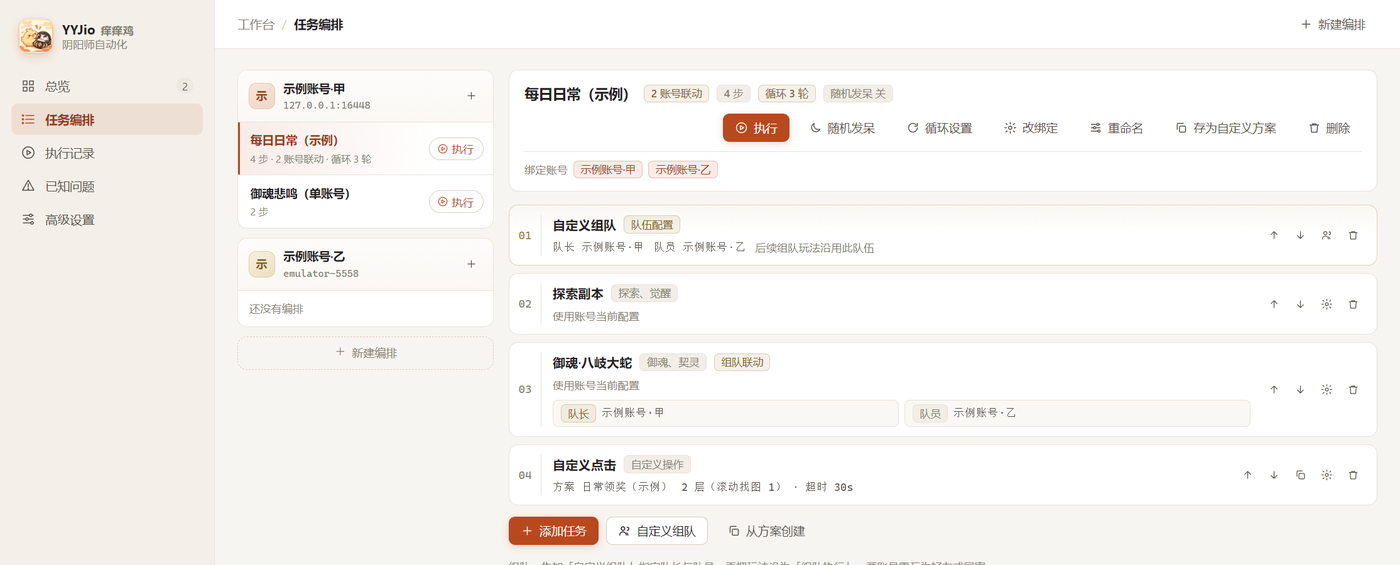 YYJio 痒痒鸡
阴阳师自动化
总览 2
任务编排
执行记录
已知问题
高级设置
工作台 / 任务编排
新建编排
示例账号·甲
示
127.0.0.1:16448
每日日常（示例）
4 步 · 2 账号联动 · 循环 3 轮
执行
御魂悲鸣（单账号）
2 步
执行
示例账号·乙
示
emulator-5558
还没有编排
新建编排
每日日常（示例） 2 账号联动 4 步 循环 3 轮 随机发呆 关
执行 随机发呆 循环设置 改绑定 重命名 存为自定义方案 删除
绑定账号 示例账号·甲 示例账号·乙
01 自定义组队 队伍配置
队长 示例账号·甲 队员 示例账号·乙 后续组队玩法沿用此队伍
02 探索副本 探索、觉醒
使用账号当前配置
03 御魂·八岐大蛇 御魂、契灵 组队联动
使用账号当前配置
队长 示例账号·甲 队员 示例账号·乙
04 自定义点击 自定义操作
方案 日常领奖（示例） 2 层（滚动找图 1） · 超时 30s
添加任务 自定义组队 从方案创建